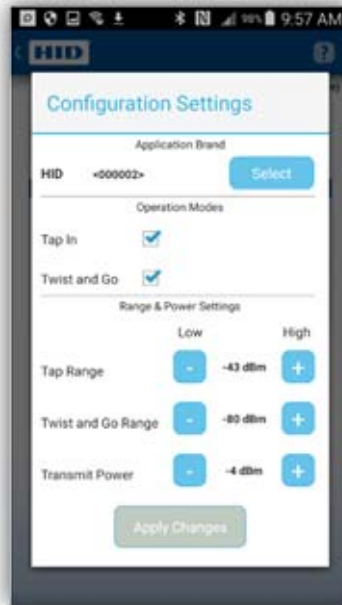 98% 9:57 AM
HID
?
Configuration Settings
Application Brand
HID <000002> Select
Operation Modes
Tap In
Twist and Go
Range & Power Settings
Low High
Tap Range - -43 dBm +
Twist and Go Range - -80 dBm +
Transmit Power - -4 dBm +
Apply Changes